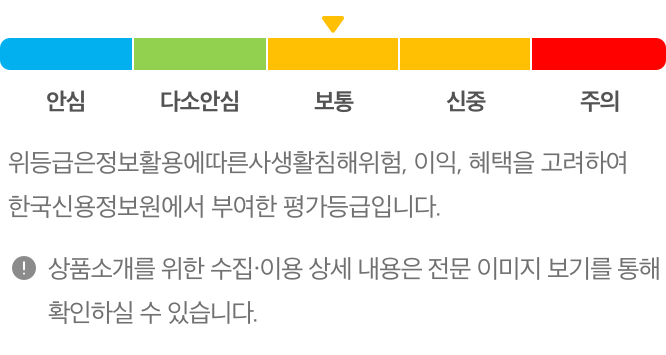 안심 다소안심 보통 신중 주의
위등급은정보활용에따른사생활침해위험, 이익, 혜택을 고려하여
한국신용정보원에서 부여한 평가등급입니다.
! 상품소개를 위한 수집·이용 상세 내용은 전문 이미지 보기를 통해
확인하실 수 있습니다.